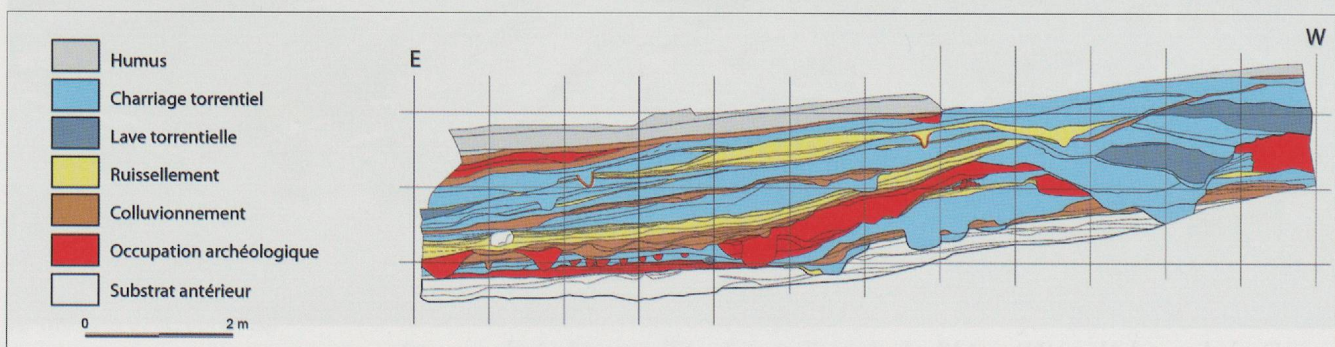 Humus
Charriage torrentiel
Lave torrentielle
Ruissellement
Colluvionnement
Occupation archéologique
Substrat antérieur
0 2 m
E
W